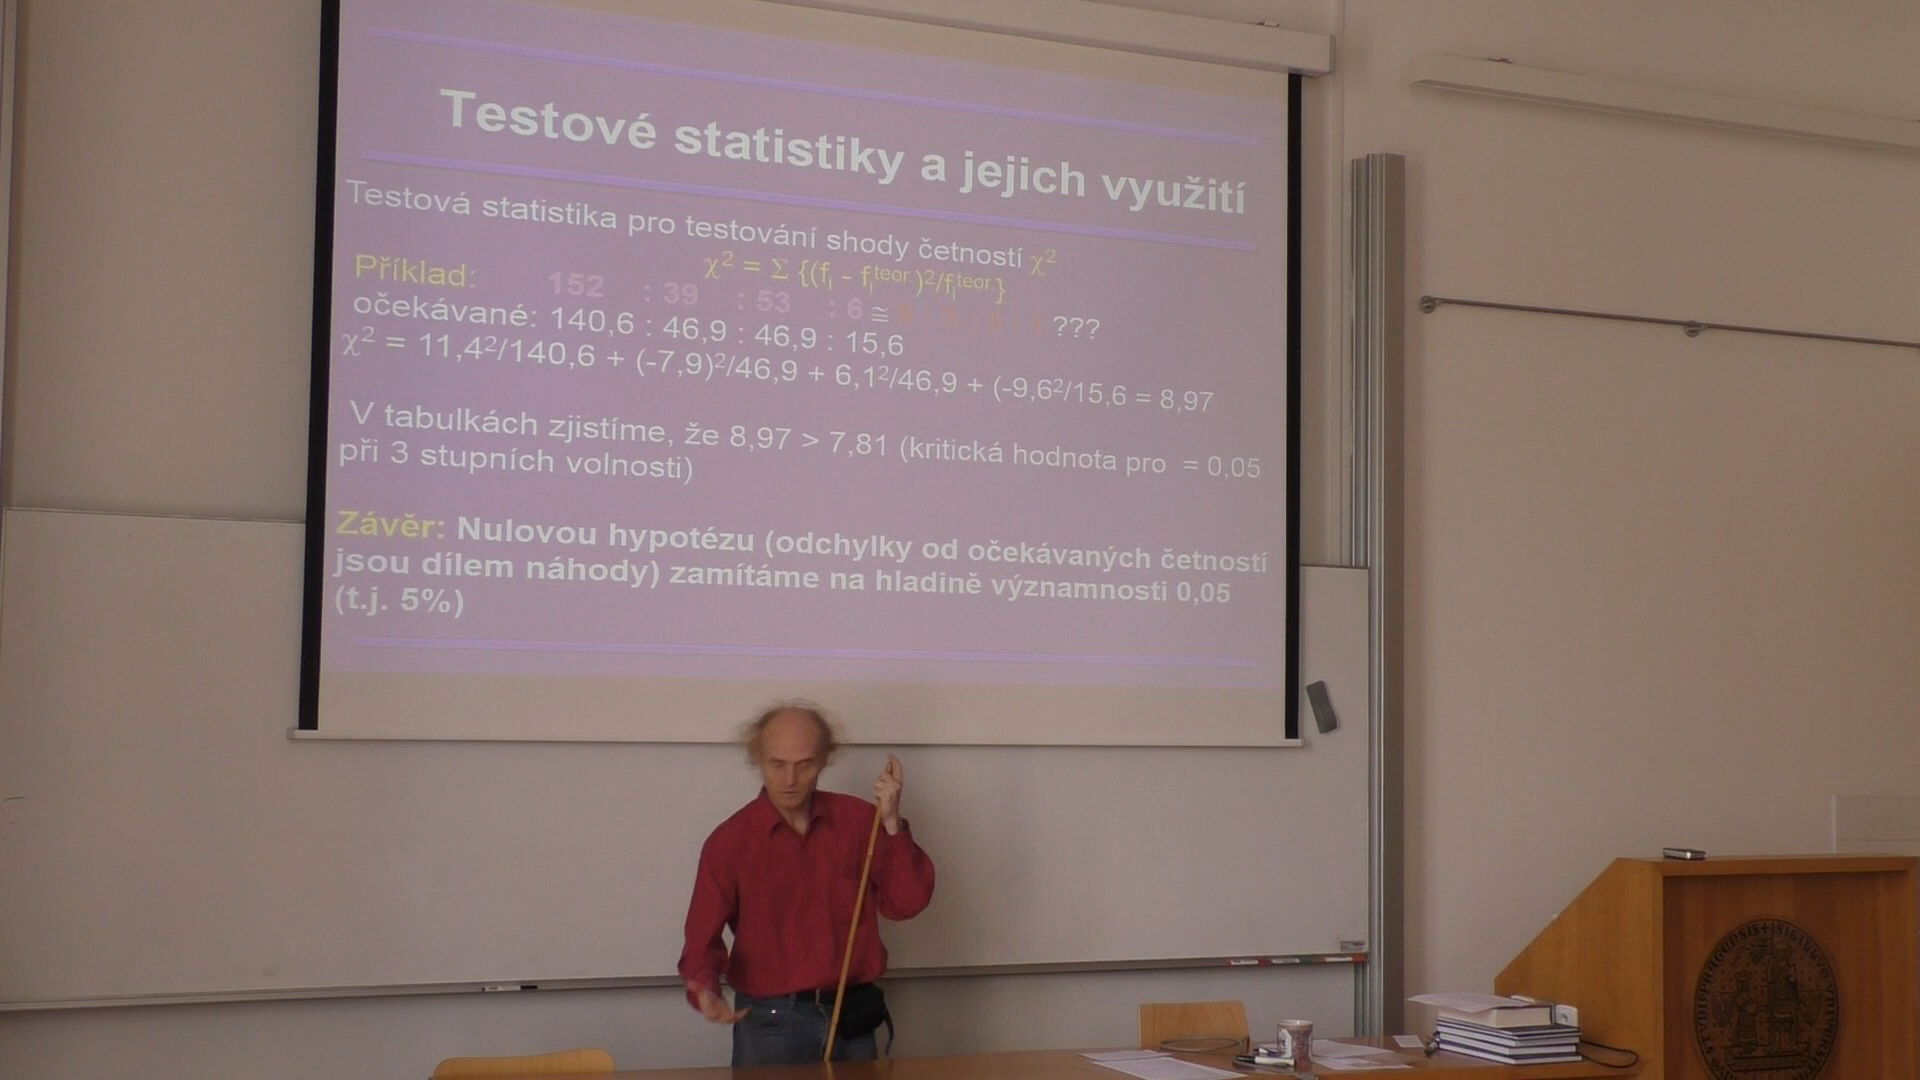 Testové statistiky a jejich využití
Testová statistika pro testování shody četností χ²
χ² = Σ {(fᵢ - fᵢteor.)²/fᵢteor.}
Příklad: 152 : 39 : 53 : 6 ≅ ???
očekávané: 140,6 : 46,9 : 46,9 : 15,6
χ² = 11,4²/140,6 + (-7,9)²/46,9 + 6,1²/46,9 + (-9,6²/15,6 = 8,97
V tabulkách zjistíme, že 8,97 > 7,81 (kritická hodnota pro = 0,05
při 3 stupních volnosti)
Závěr: Nulovou hypotézu (odchylky od očekávaných četností
jsou dílem náhody) zamítáme na hladině významnosti 0,05
(t.j. 5%)